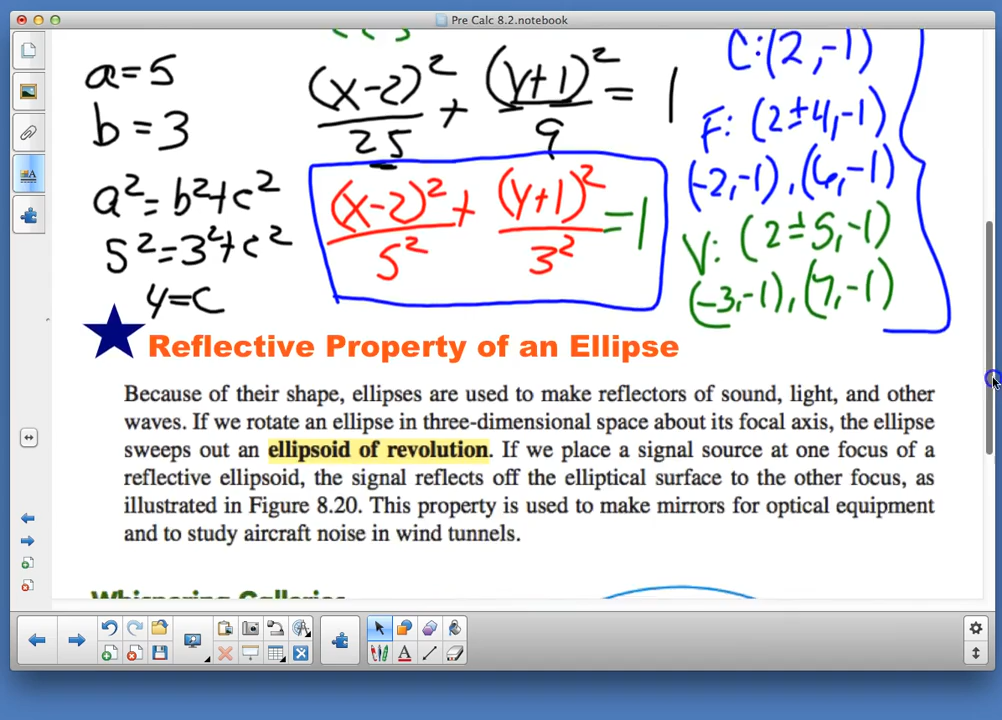 Pre Calc 8.2.notebook
a=5
b=3
a²=b²+c²
5²=3²+c²
4=c
(x-2)²/25 + (y+1)²/9 = 1
(x-2)²/5² + (y+1)²/3² =1
C:(2,-1)
F: (2±4,-1)
(-2,-1),(6,-1)
V: (2±5,-1)
(-3,-1),(7,-1)
Reflective Property of an Ellipse
Because of their shape, ellipses are used to make reflectors of sound, light, and other
waves. If we rotate an ellipse in three-dimensional space about its focal axis, the ellipse
sweeps out an ellipsoid of revolution. If we place a signal source at one focus of a
reflective ellipsoid, the signal reflects off the elliptical surface to the other focus, as
illustrated in Figure 8.20. This property is used to make mirrors for optical equipment
and to study aircraft noise in wind tunnels.
Whispering Galleries